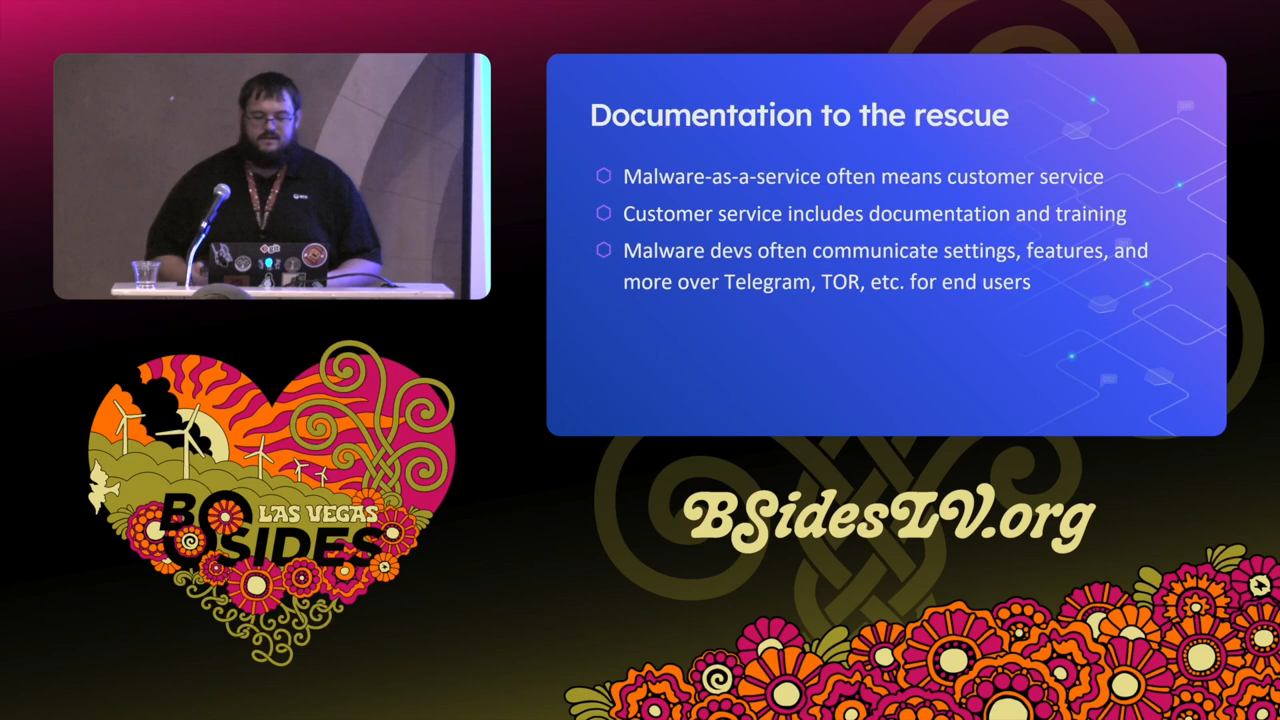 Documentation to the rescue
Malware-as-a-service often means customer service
Customer service includes documentation and training
Malware devs often communicate settings, features, and
more over Telegram, TOR, etc. for end users
LAS VEGAS
BSIDES
23
BSidesLV.org